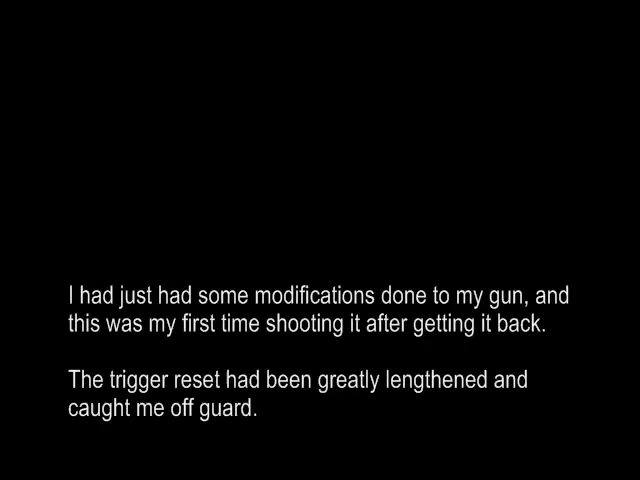 I had just had some modifications done to my gun, and
this was my first time shooting it after getting it back.
The trigger reset had been greatly lengthened and
caught me off guard.